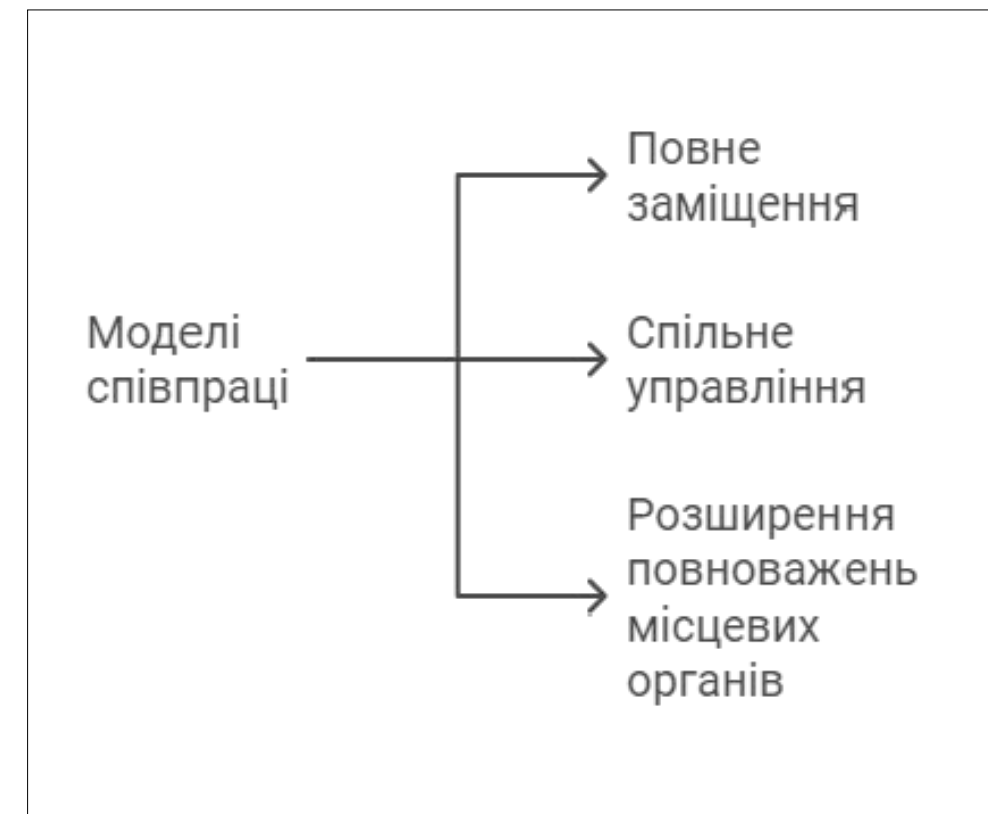 Повне
заміщення
Моделі
співпраці
Спільне
управління
Розширення
повноважень
місцевих
органів